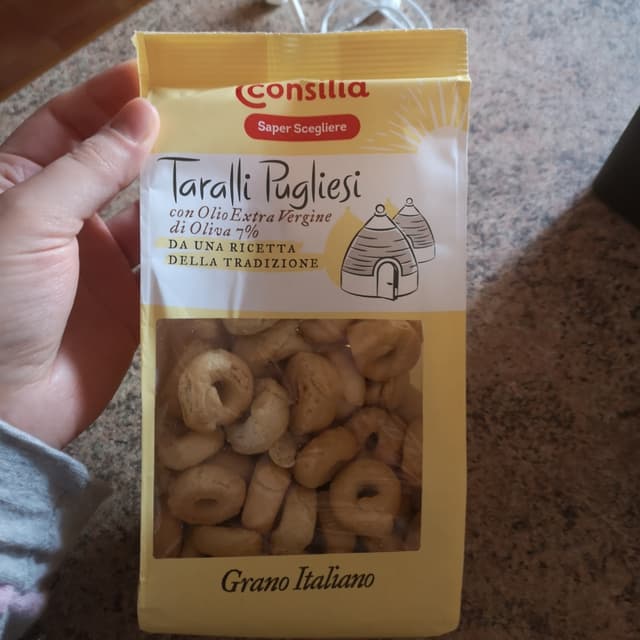 Consilia
Saper Scegliere
Taralli Pugliesi
con Olio Extra Vergine
di Oliva 7%
DA UNA RICETTA
DELLA TRADIZIONE
Grano Italiano